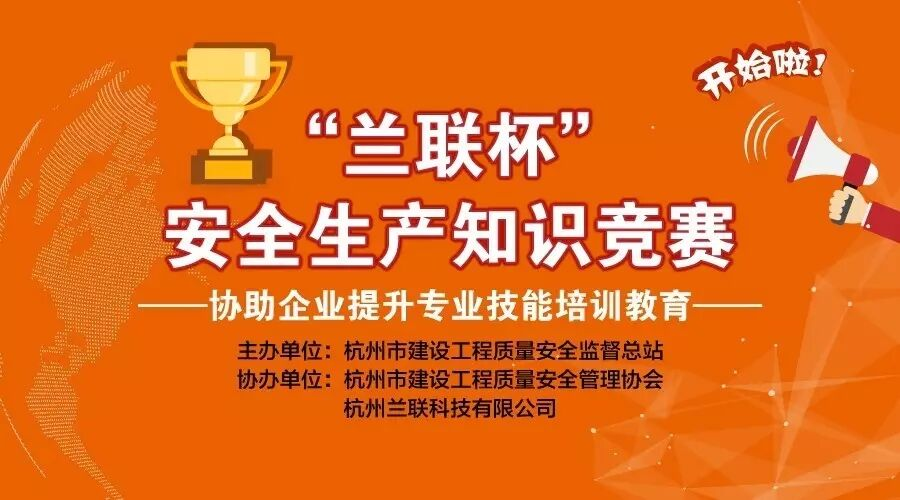 开始啦!
“兰联杯”
安全生产知识竞赛
——协助企业提升专业技能培训教育——
主办单位：杭州市建设工程质量安全监督总站
协办单位：杭州市建设工程质量安全管理协会
杭州兰联科技有限公司